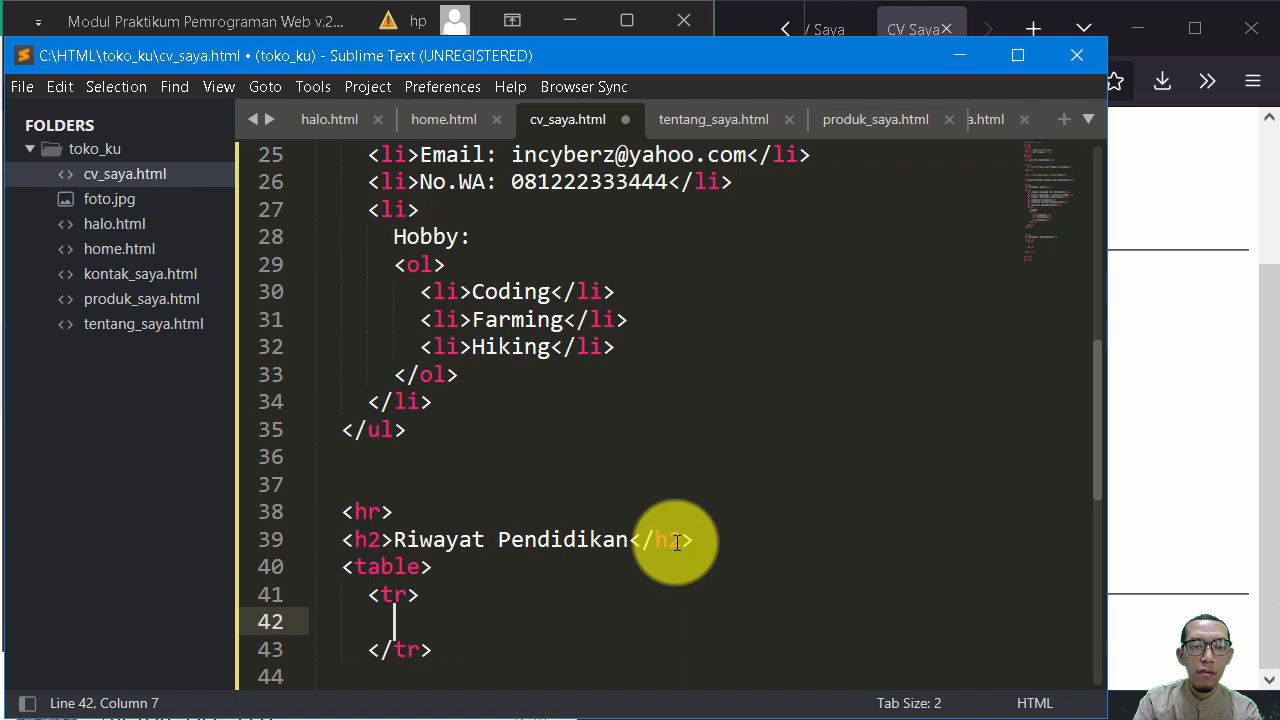 Modul Praktikum Pemrograman Web v.2...
hp
V Saya
CV Saya
C:\HTML\toko_ku\cv_saya.html • (toko_ku) - Sublime Text (UNREGISTERED)
File Edit Selection Find View Goto Tools Project Preferences Help Browser Sync
FOLDERS
toko_ku
cv_saya.html
foto.jpg
halo.html
home.html
kontak_saya.html
produk_saya.html
tentang_saya.html
halo.html home.html cv_saya.html tentang_saya.html produk_saya.html a.html
25 <li>Email: incyberz@yahoo.com</li>
26 <li>No.WA: 081222333444</li>
27 <li>
28 Hobby:
29 <ol>
30 <li>Coding</li>
31 <li>Farming</li>
32 <li>Hiking</li>
33 </ol>
34 </li>
35 </ul>
36
37
38 <hr>
39 <h2>Riwayat Pendidikan</h2>
40 <table>
41 <tr>
42
43 </tr>
44
Line 42, Column 7
Tab Size: 2
HTML